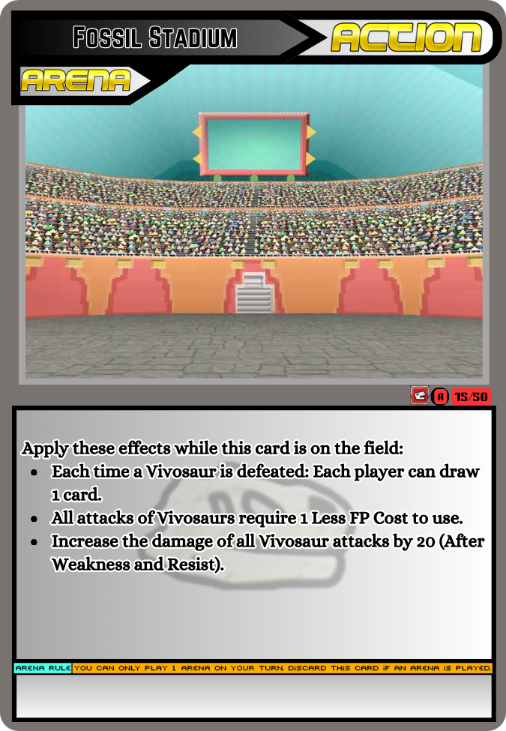 Fossil Stadium
ACTION
ARENA
A 15/50
Apply these effects while this card is on the field:
• Each time a Vivosaur is defeated: Each player can draw
1 card.
• All attacks of Vivosaurs require 1 Less FP Cost to use.
• Increase the damage of all Vivosaur attacks by 20 (After
Weakness and Resist).
ARENA RULE YOU CAN ONLY PLAY 1 ARENA ON YOUR TURN. DISCARD THIS CARD IF AN ARENA IS PLAYED.